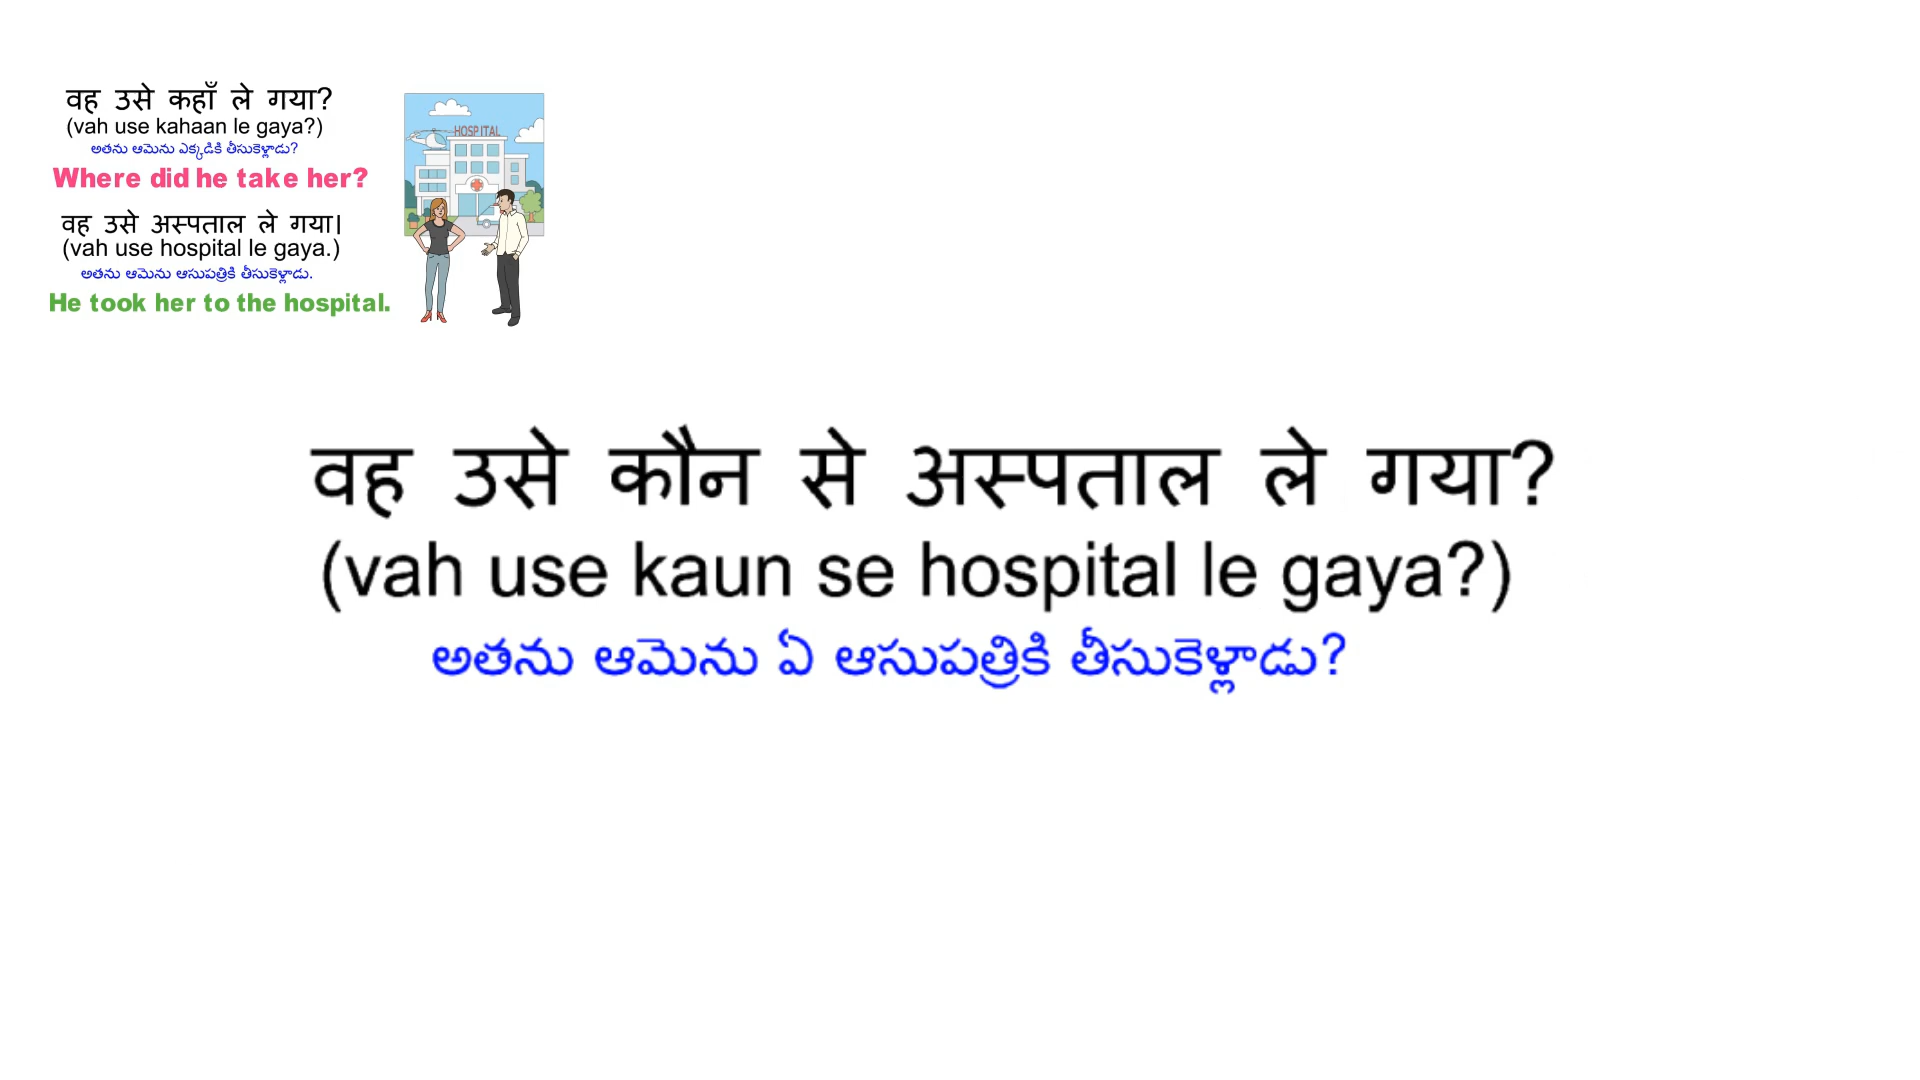 वह उसे कहाँ ले गया?
(vah use kahaan le gaya?)
అతను ఆమెను ఎక్కడికి తీసుకెళ్లాడు?
Where did he take her?
वह उसे अस्पताल ले गया।
(vah use hospital le gaya.)
అతను ఆమెను ఆసుపత్రికి తీసుకెళ్లాడు.
He took her to the hospital.
HOSPITAL
वह उसे कौन से अस्पताल ले गया?
(vah use kaun se hospital le gaya?)
అతను ఆమెను ఏ ఆసుపత్రికి తీసుకెళ్లాడు?